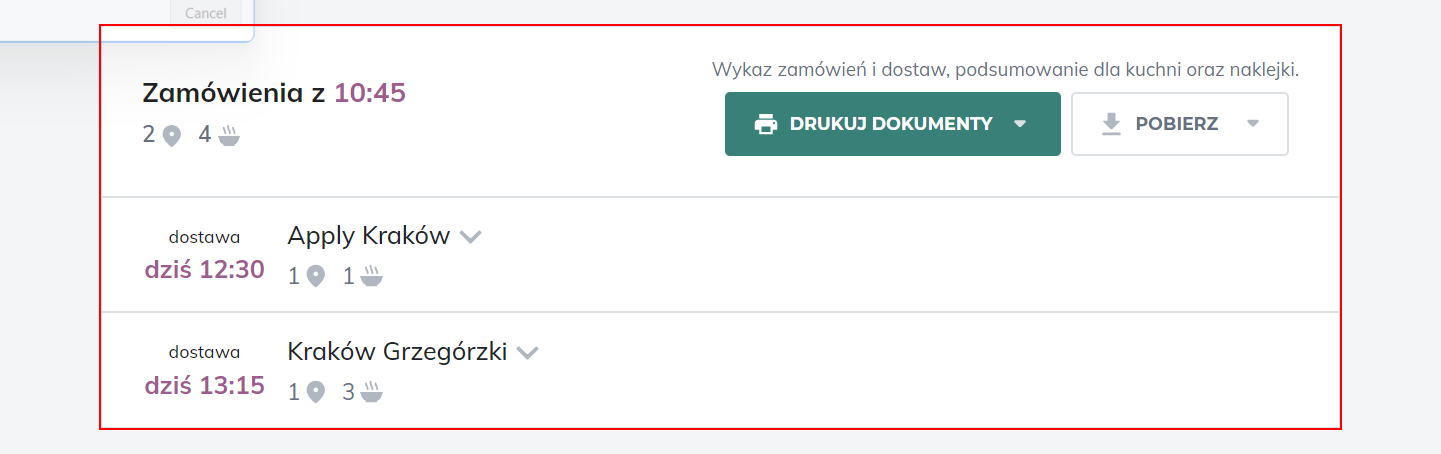 Cancel
Zamówienia z 10:45
2 4
Wykaz zamówień i dostaw, podsumowanie dla kuchni oraz naklejki.
DRUKUJ DOKUMENTY
POBIERZ
dostawa
dziś 12:30
Apply Kraków
1 1
dostawa
dziś 13:15
Kraków Grzegórzki
1 3